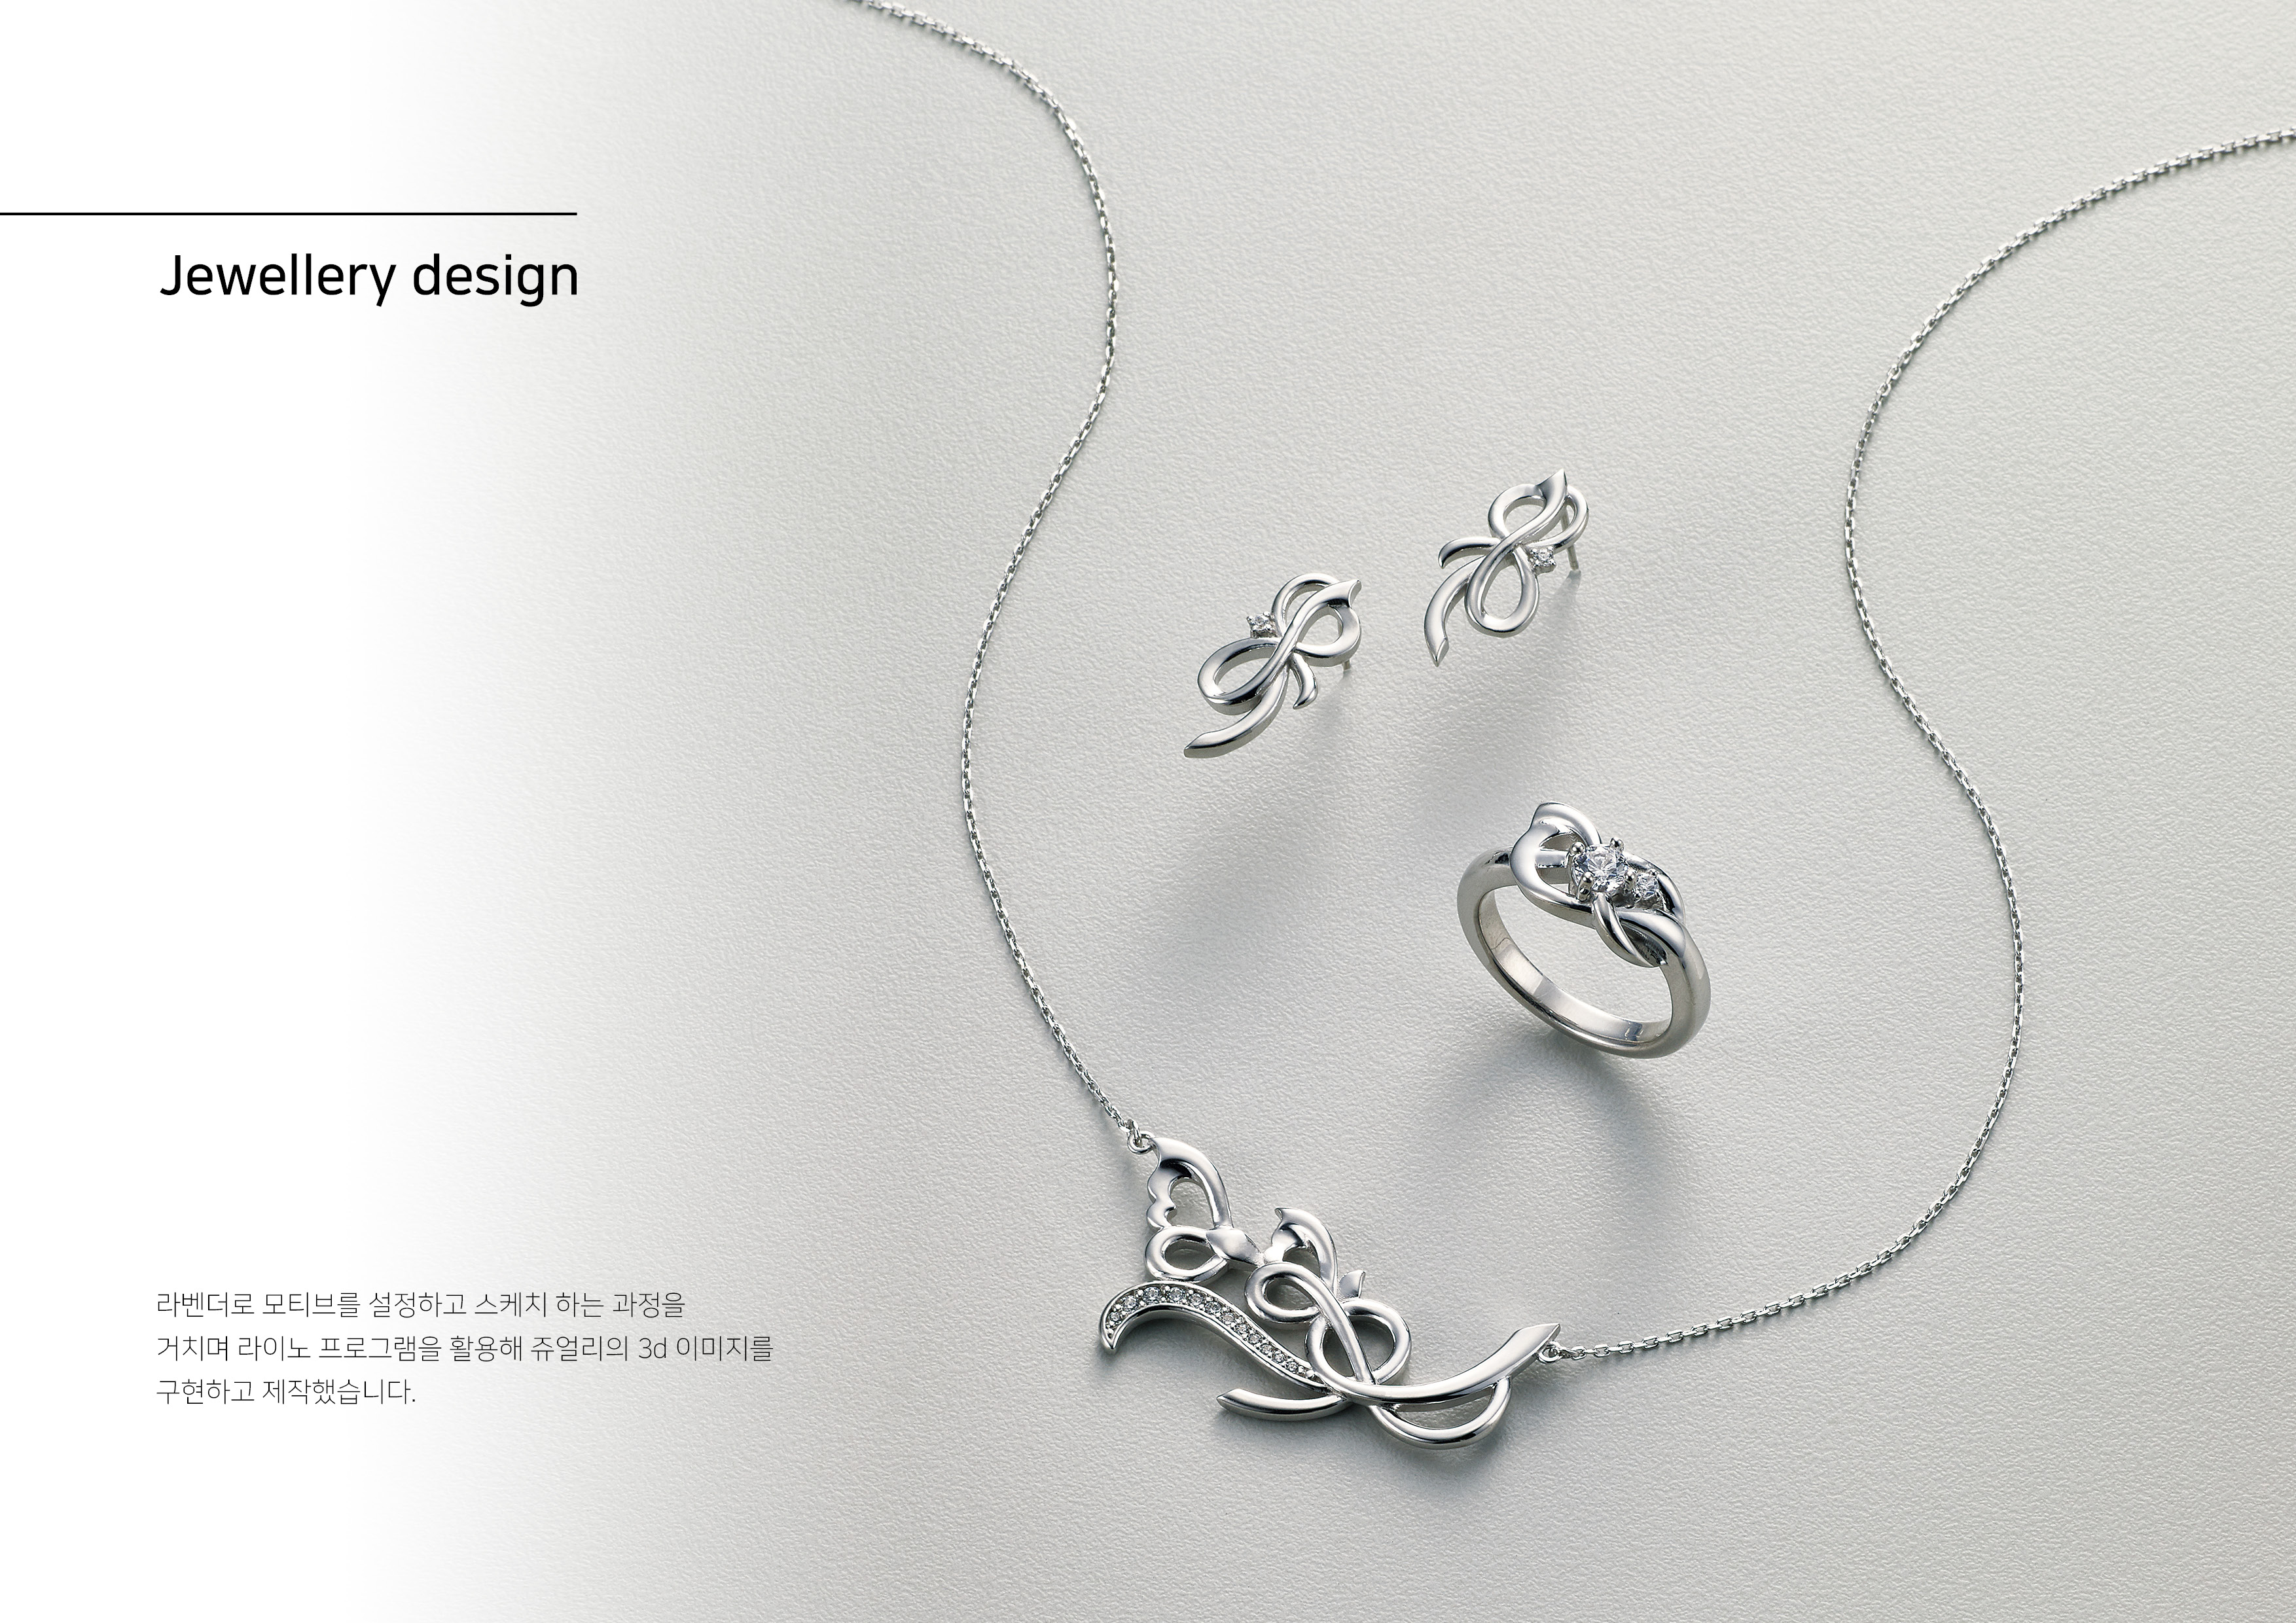 Jewellery design
라벤더로 모티브를 설정하고 스케치 하는 과정을
거치며 라이노 프로그램을 활용해 쥬얼리의 3d 이미지를
구현하고 제작했습니다.